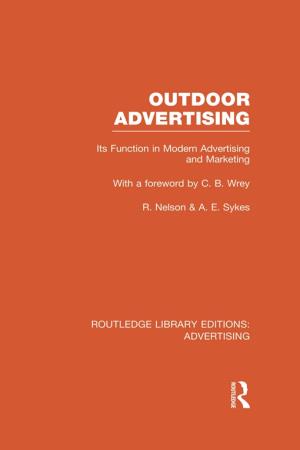 OUTDOOR
ADVERTISING
Its Function in Modern Advertising
and Marketing
With a foreword by C. B. Wrey
R. Nelson & A. E. Sykes
ROUTLEDGE LIBRARY EDITIONS:
ADVERTISING
ROUTLEDGE